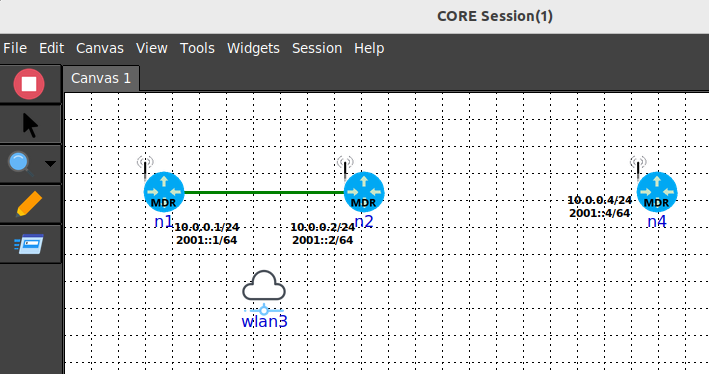 CORE Session(1)
File Edit Canvas View Tools Widgets Session Help
Canvas 1
MDR
n1
10.0.0.1/24
2001::1/64
MDR
n2
10.0.0.2/24
2001::2/64
MDR
n4
10.0.0.4/24
2001::4/64
wlan3